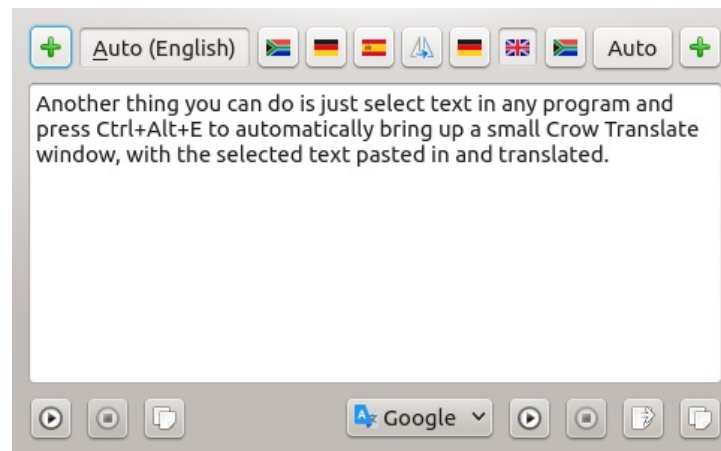 Auto (English) Auto
Another thing you can do is just select text in any program and
press Ctrl+Alt+E to automatically bring up a small Crow Translate
window, with the selected text pasted in and translated.
Google